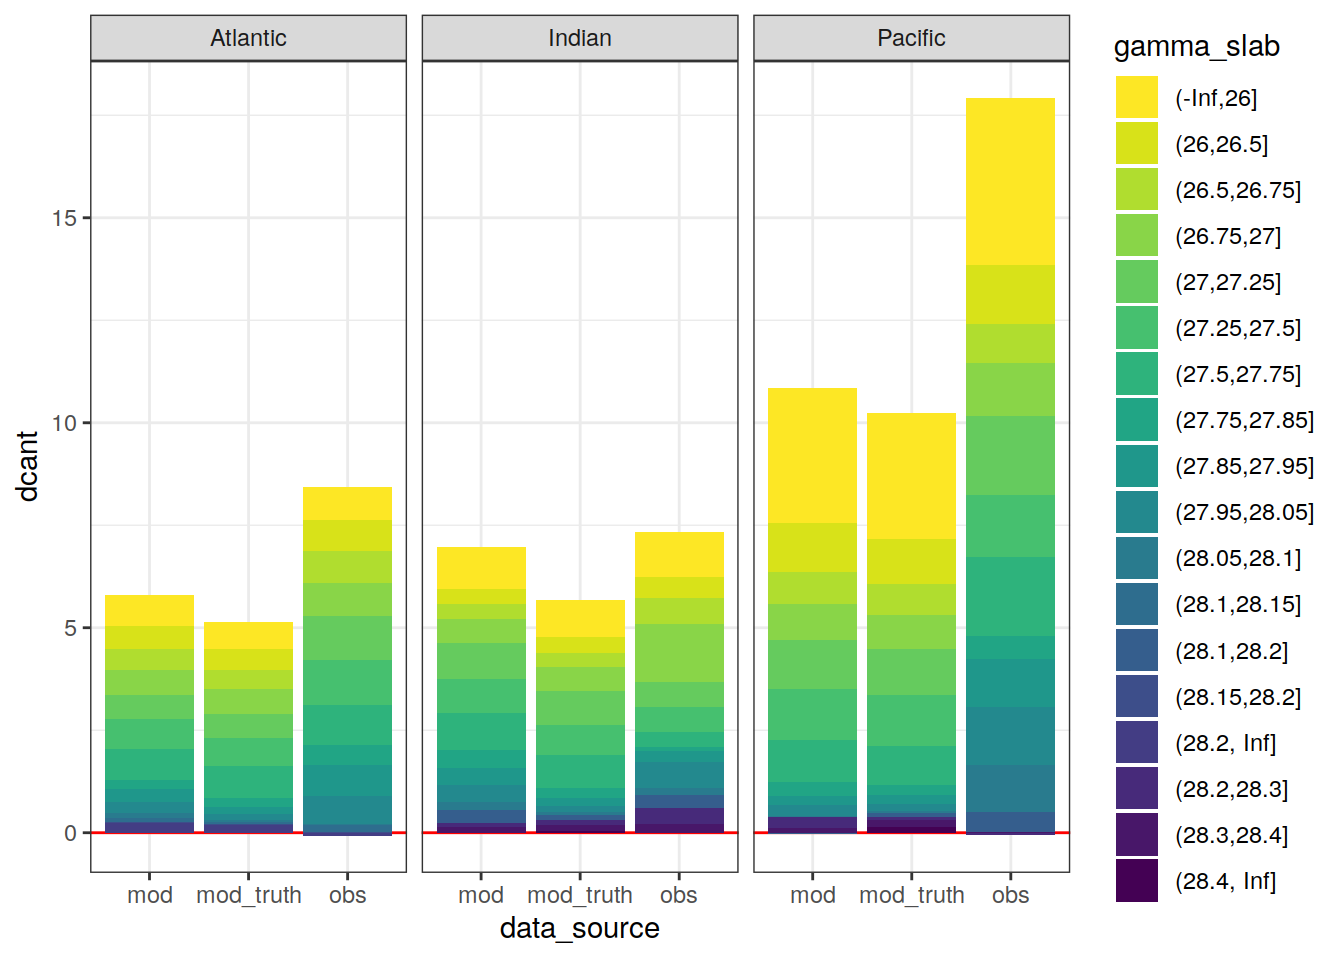 Atlantic
Indian
Pacific
gamma_slab
(-Inf,26]
(26,26.5]
(26.5,26.75]
(26.75,27]
(27,27.25]
(27.25,27.5]
(27.5,27.75]
(27.75,27.85]
(27.85,27.95]
(27.95,28.05]
(28.05,28.1]
(28.1,28.15]
(28.1,28.2]
(28.15,28.2]
(28.2, Inf]
(28.2,28.3]
(28.3,28.4]
(28.4, Inf]
dcant
15
10
5
0
mod mod_truth obs
mod mod_truth obs
mod mod_truth obs
data_source